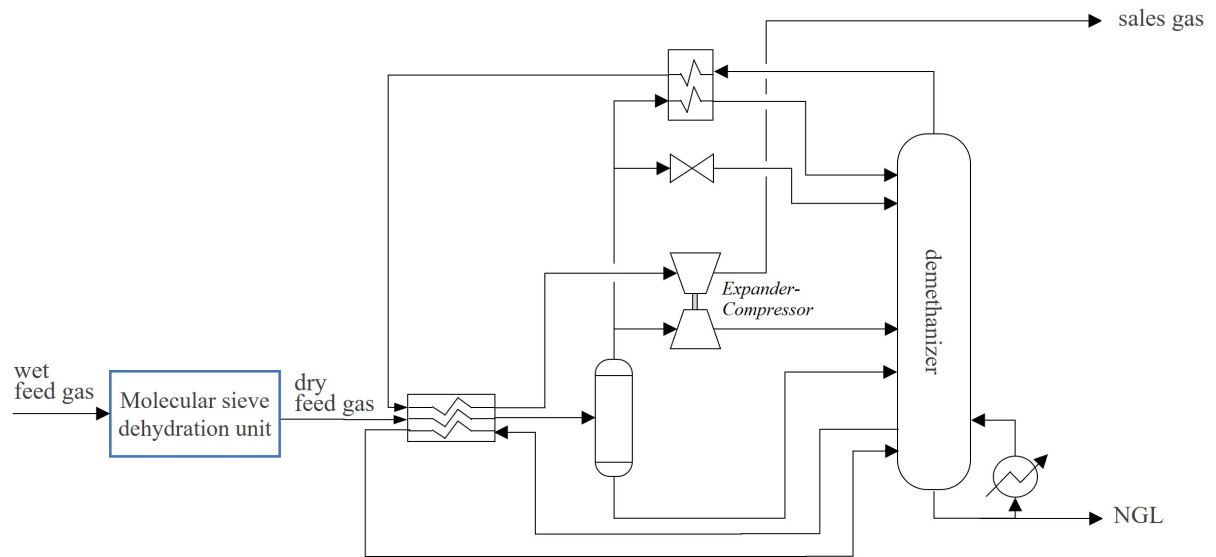 sales gas
demethanizer
Expander-
Compressor
wet
feed gas
Molecular sieve
dehydration unit
dry
feed gas
NGL